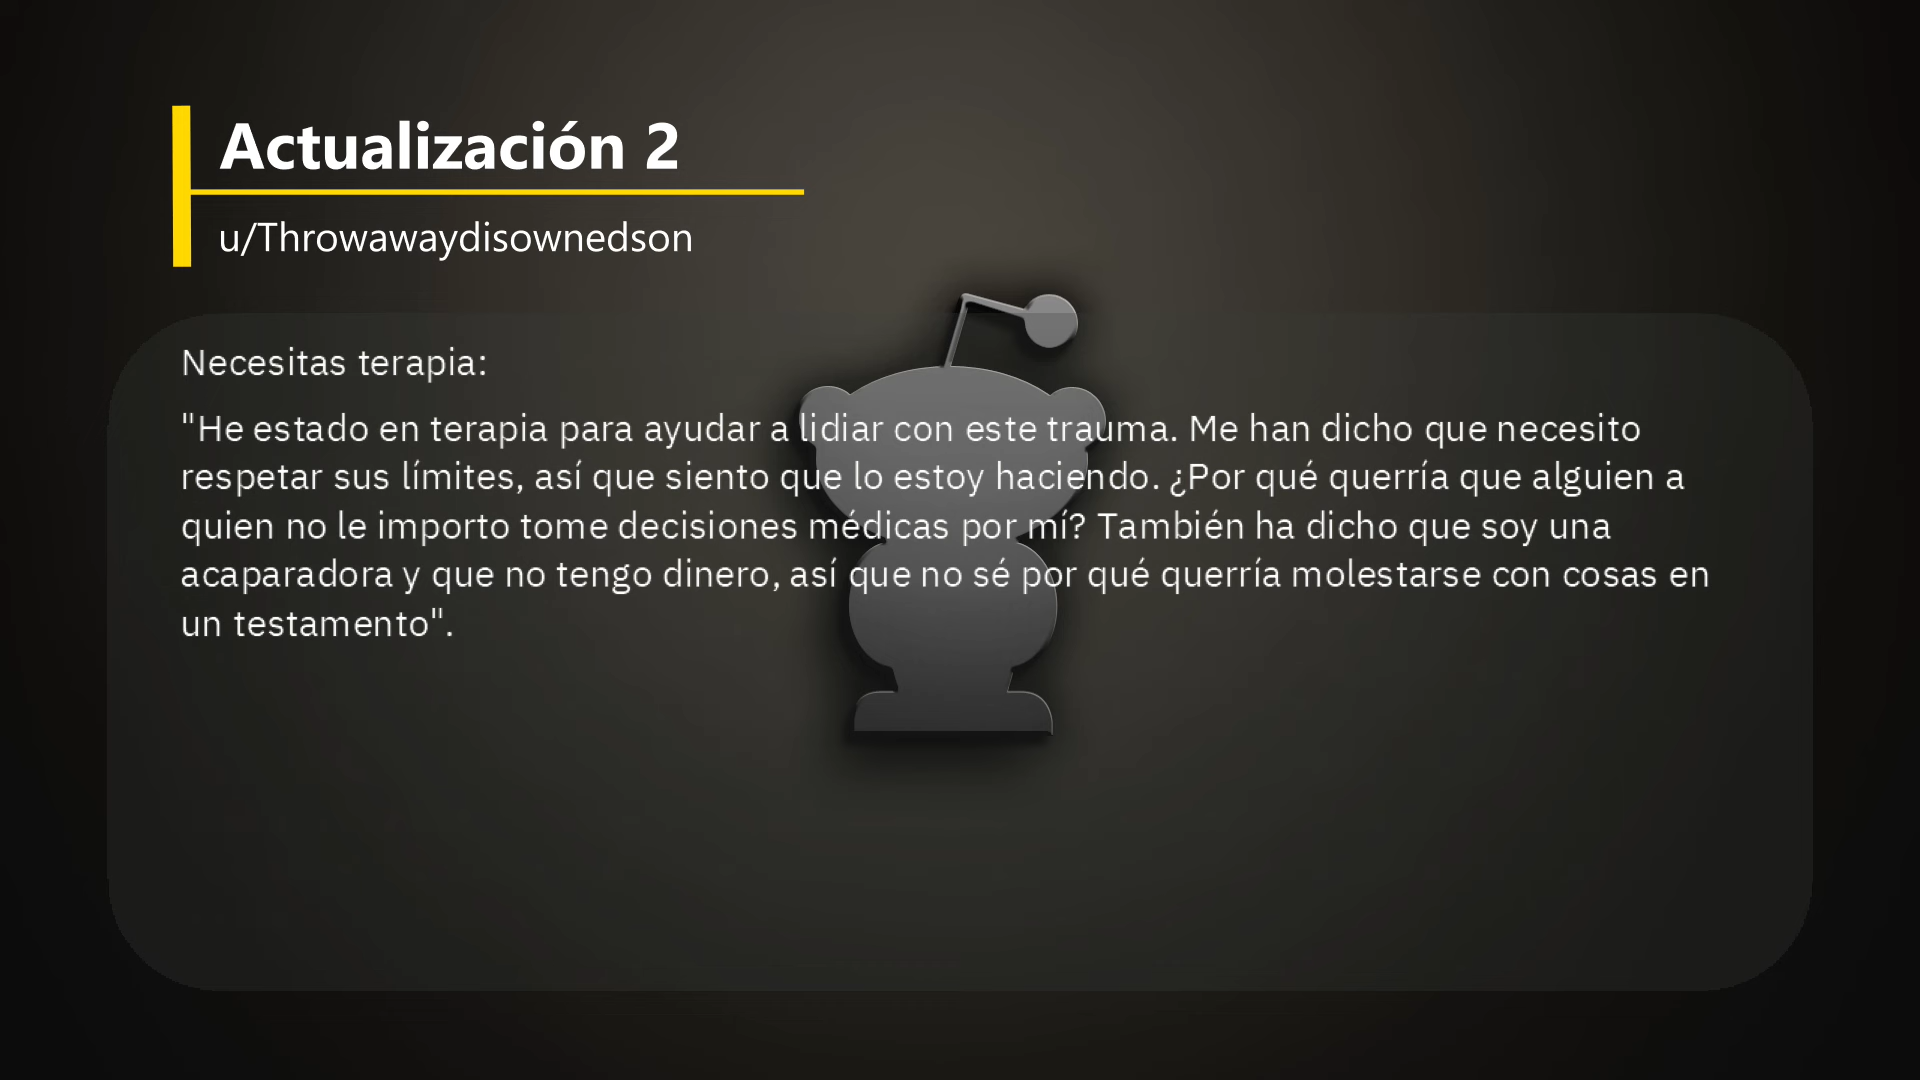 Actualización 2
u/Throwawaydisownedson
Necesitas terapia:
"He estado en terapia para ayudar a lidiar con este trauma. Me han dicho que necesito
respetar sus límites, así que siento que lo estoy haciendo. ¿Por qué querría que alguien a
quien no le importo tome decisiones médicas por mí? También ha dicho que soy una
acaparadora y que no tengo dinero, así que no sé por qué querría molestarse con cosas en
un testamento".